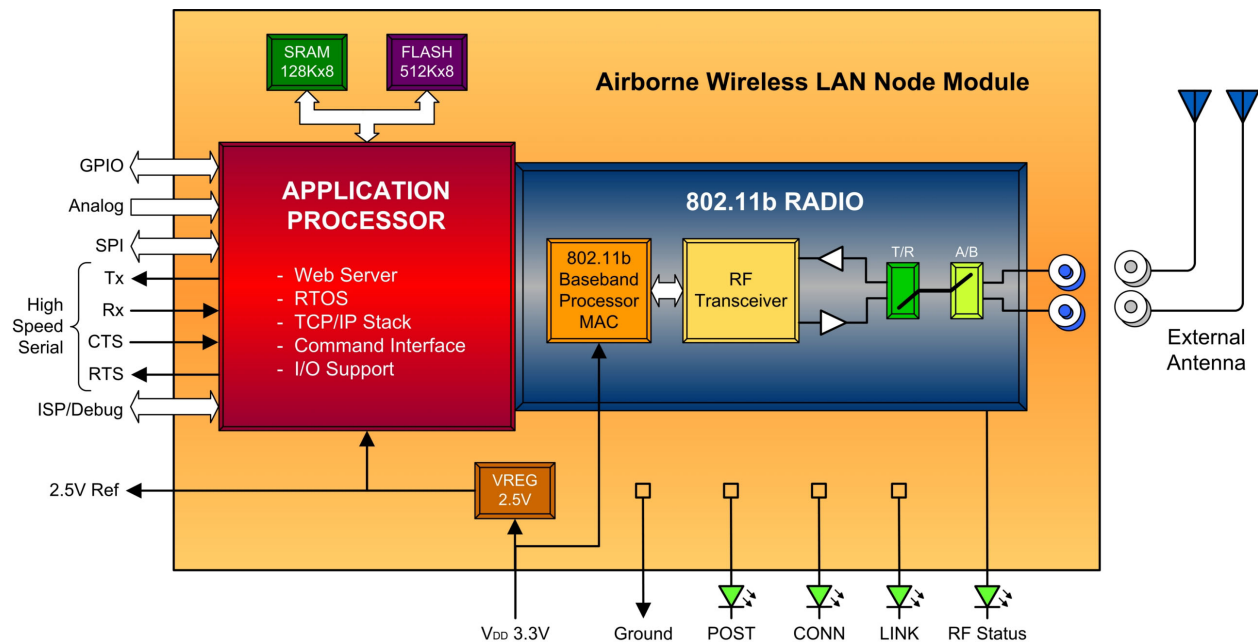 SRAM
128Kx8
FLASH
512Kx8
Airborne Wireless LAN Node Module
GPIO
Analog
SPI
Tx
Rx
CTS
RTS
High
Speed
Serial
ISP/Debug
2.5V Ref
APPLICATION
PROCESSOR
- Web Server
- RTOS
- TCP/IP Stack
- Command Interface
- I/O Support
802.11b RADIO
802.11b
Baseband
Processor
MAC
RF
Transceiver
T/R
A/B
External
Antenna
VREG
2.5V
VDD 3.3V
Ground
POST
CONN
LINK
RF Status